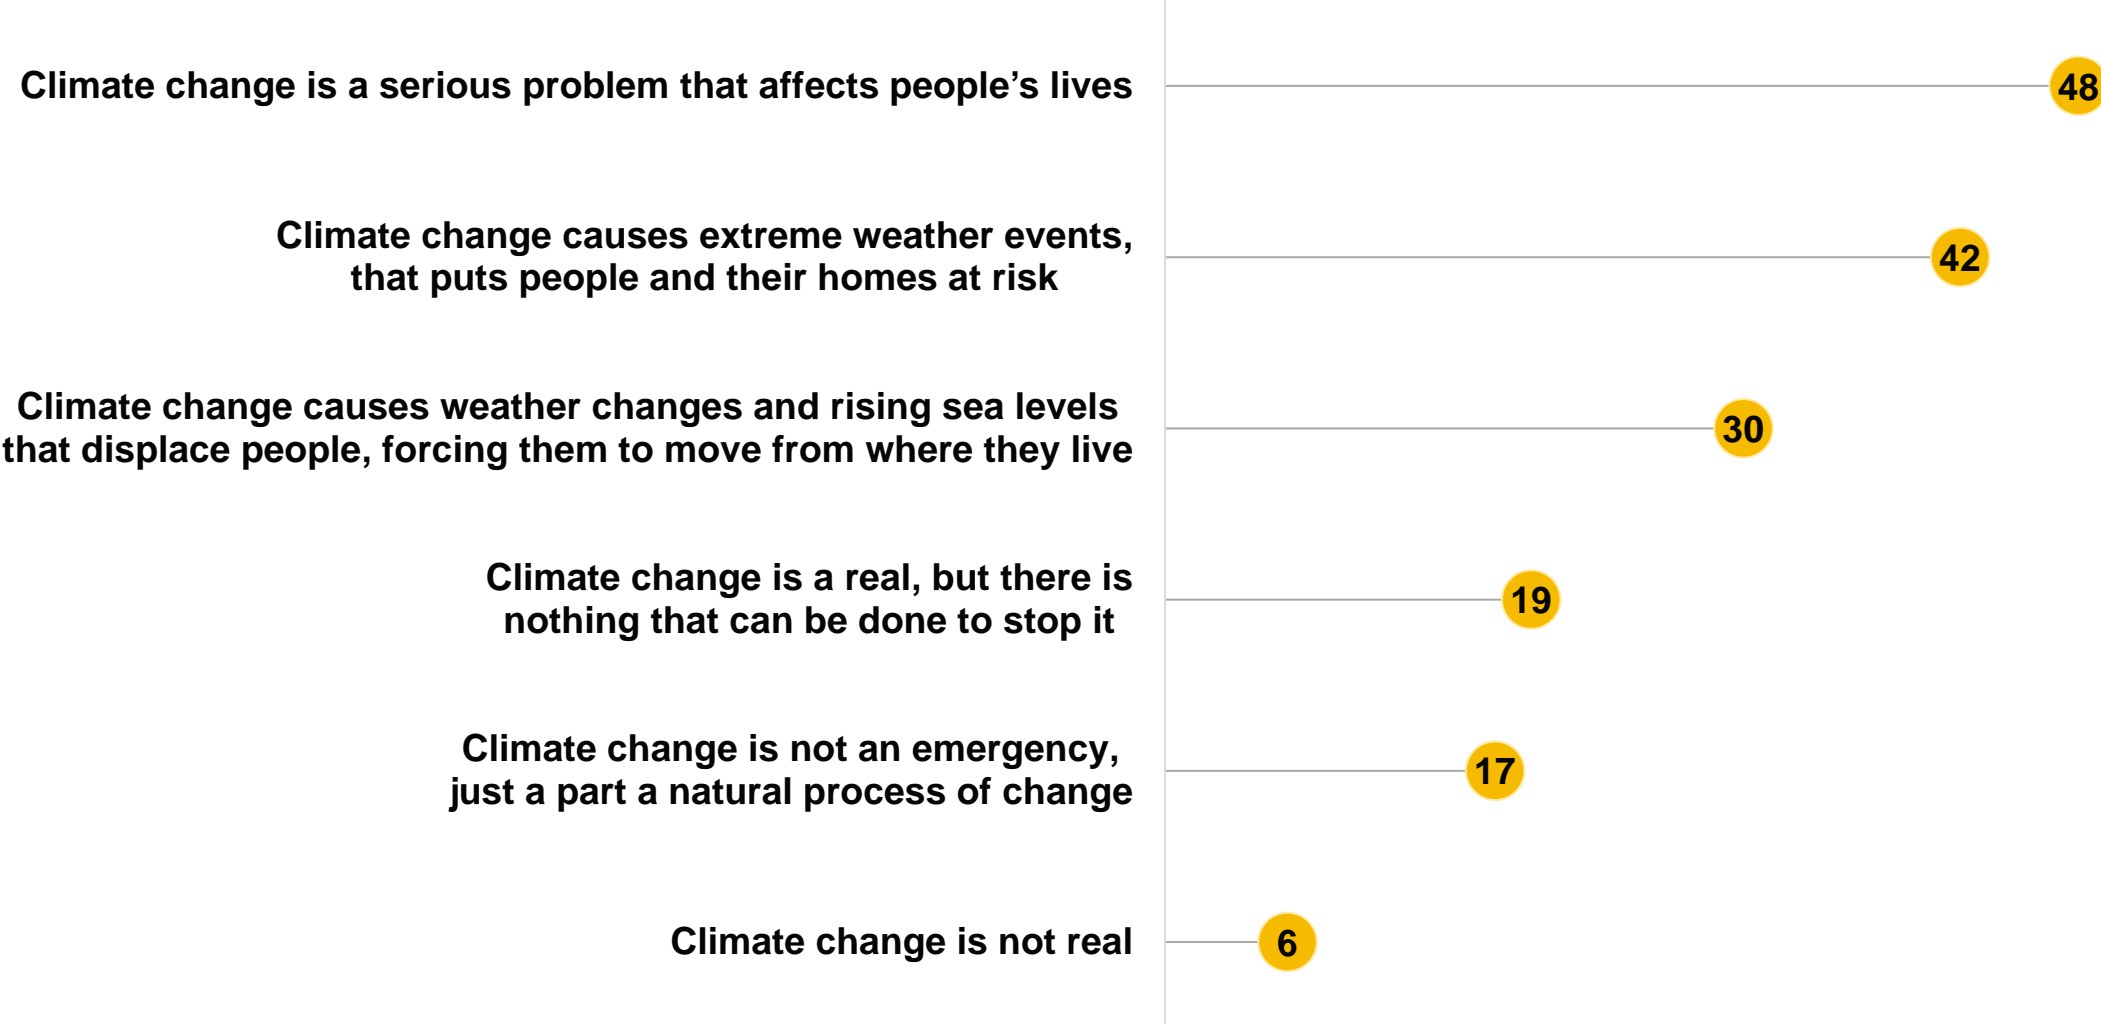 Climate change is a serious problem that affects people’s lives
48
Climate change causes extreme weather events,
that puts people and their homes at risk
42
Climate change causes weather changes and rising sea levels
that displace people, forcing them to move from where they live
30
Climate change is a real, but there is
nothing that can be done to stop it
19
Climate change is not an emergency,
just a part a natural process of change
17
Climate change is not real
6